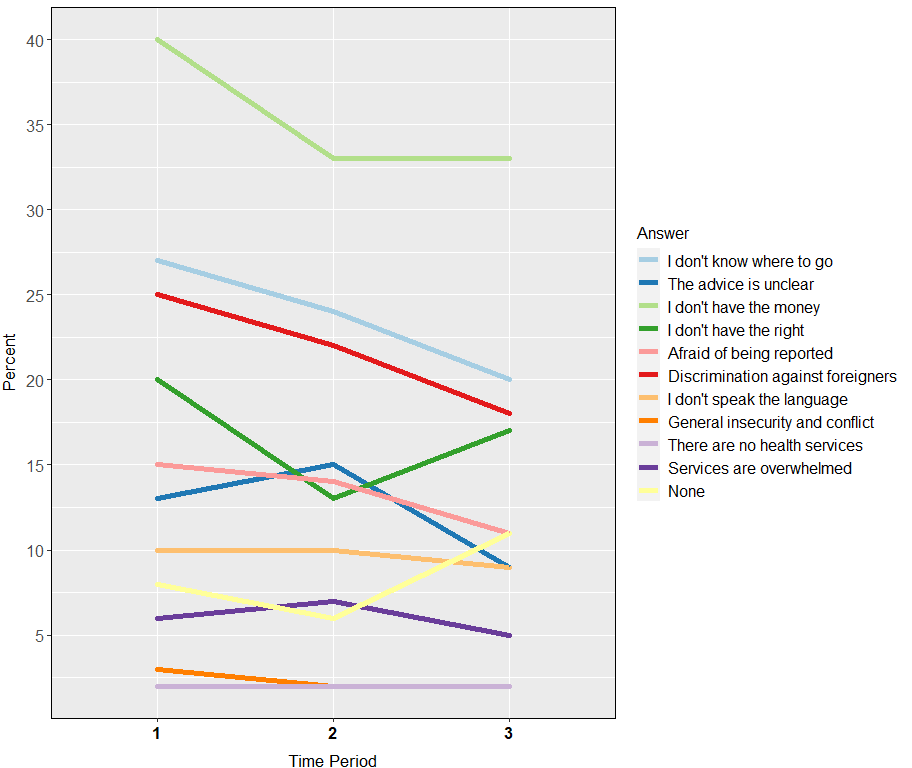 40
35
30
25
20
15
10
5
Percent
1 2 3
Time Period
Answer
I don't know where to go
The advice is unclear
I don't have the money
I don't have the right
Afraid of being reported
Discrimination against foreigners
I don't speak the language
General insecurity and conflict
There are no health services
Services are overwhelmed
None